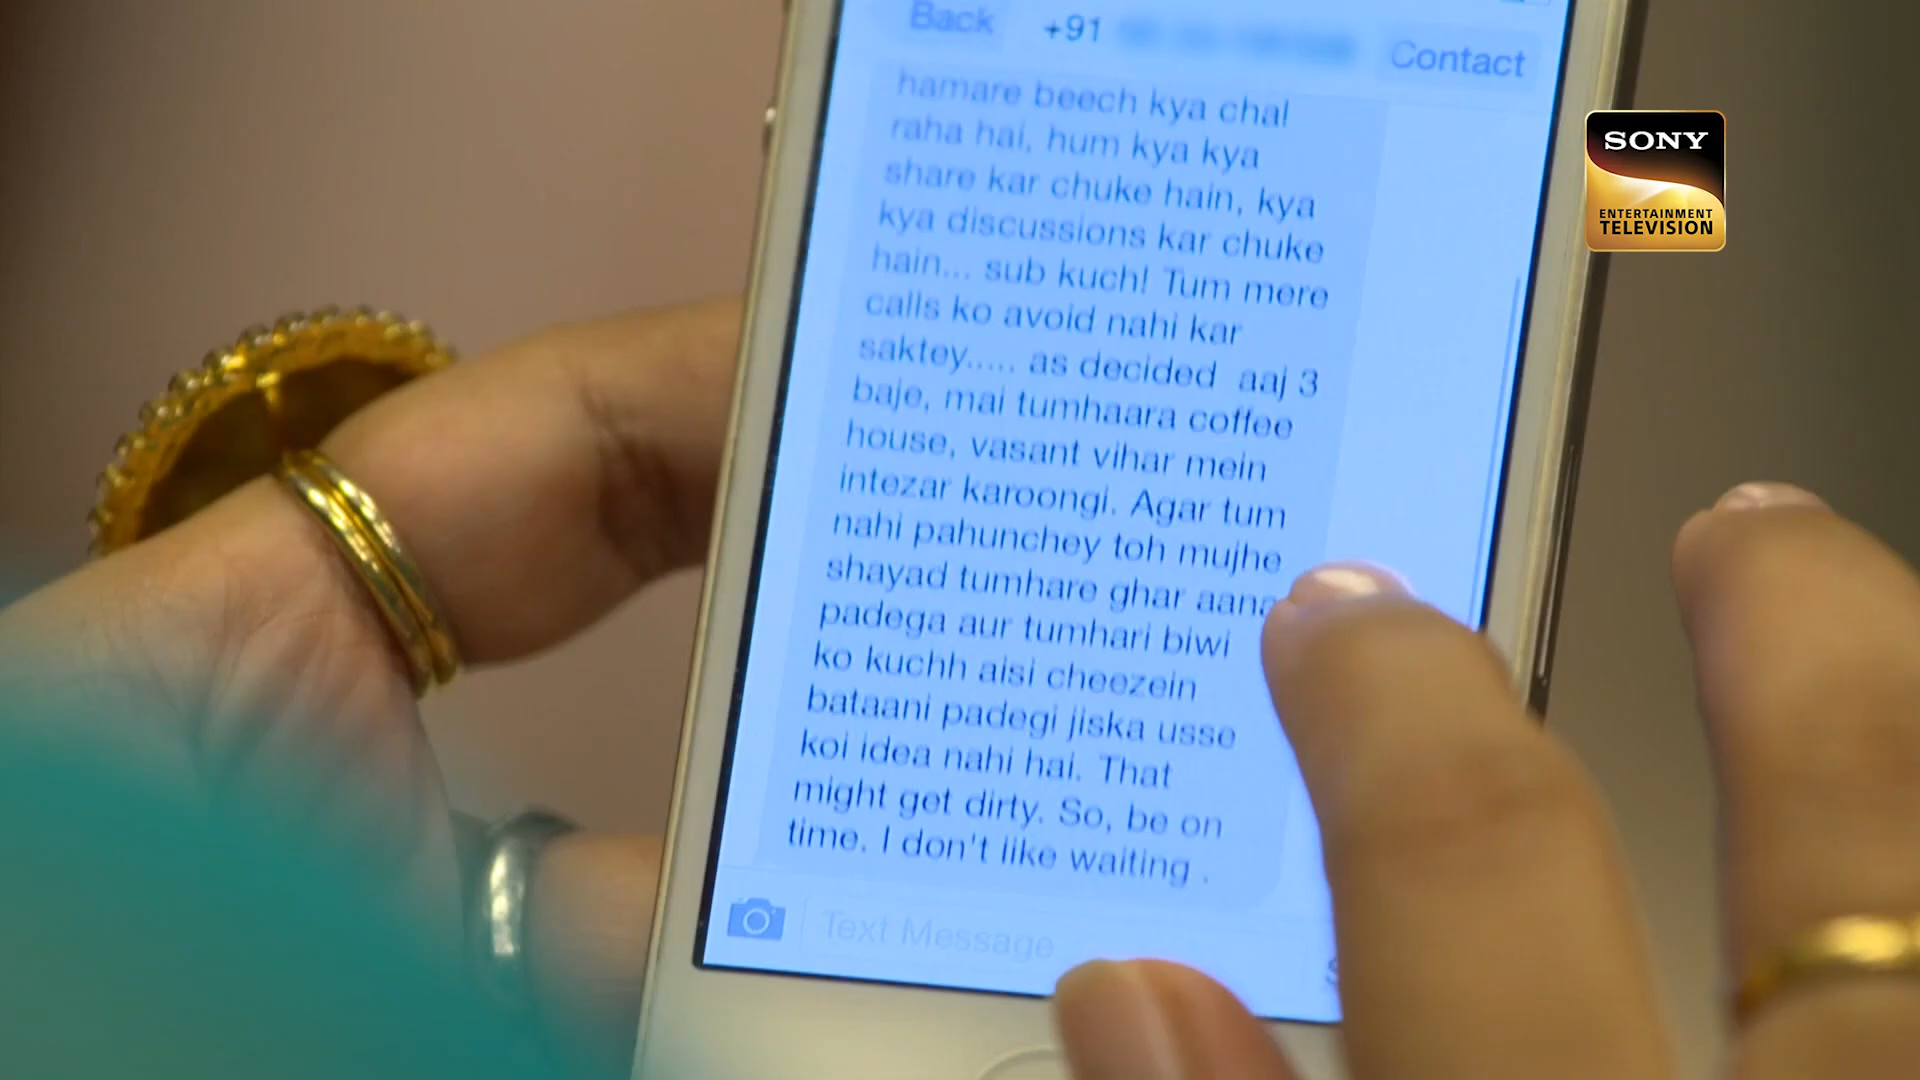 Back +91 Contact
hamare beech kya chal
raha hai, hum kya kya
share kar chuke hain, kya
kya discussions kar chuke
hain... sub kuch! Tum mere
calls ko avoid nahi kar
saktey..... as decided aaj 3
baje, mai tumhaara coffee
house, vasant vihar mein
intezar karoongi. Agar tum
nahi pahunchey toh mujhe
shayad tumhare ghar aana
padega aur tumhari biwi
ko kuchh aisi cheezein
bataani padegi jiska usse
koi idea nahi hai. That
might get dirty. So, be on
time. I don't like waiting .
Text Message
SONY
ENTERTAINMENT
TELEVISION